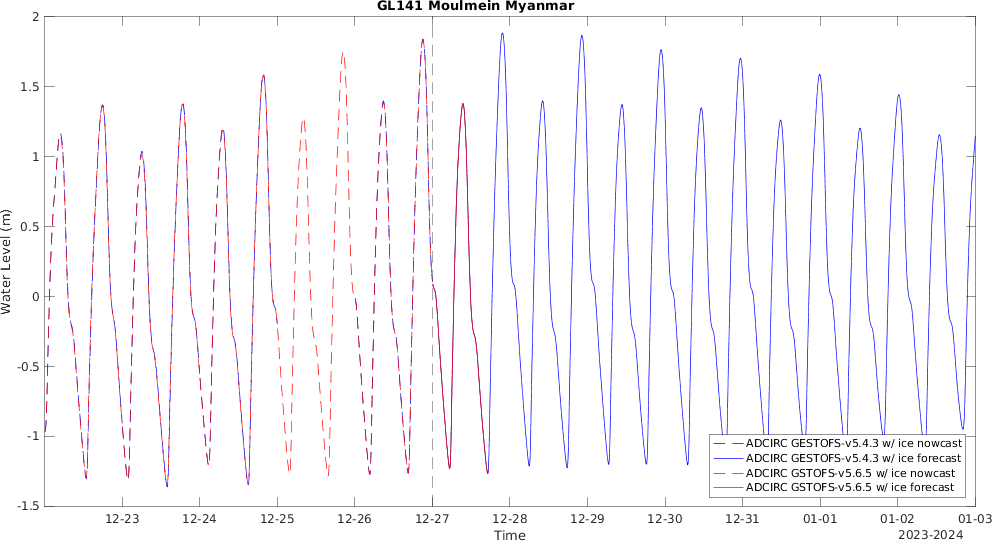 GL141 Moulmein Myanmar
2
1.5
1
0.5
0
-0.5
-1
-1.5
Water Level (m)
12-23 12-24 12-25 12-26 12-27 12-28 12-29 12-30 12-31 01-01 01-02 01-03
Time
2023-2024
ADCIRC GESTOFS-v5.4.3 w/ ice nowcast
ADCIRC GESTOFS-v5.4.3 w/ ice forecast
ADCIRC GSTOFS-v5.6.5 w/ ice nowcast
ADCIRC GSTOFS-v5.6.5 w/ ice forecast